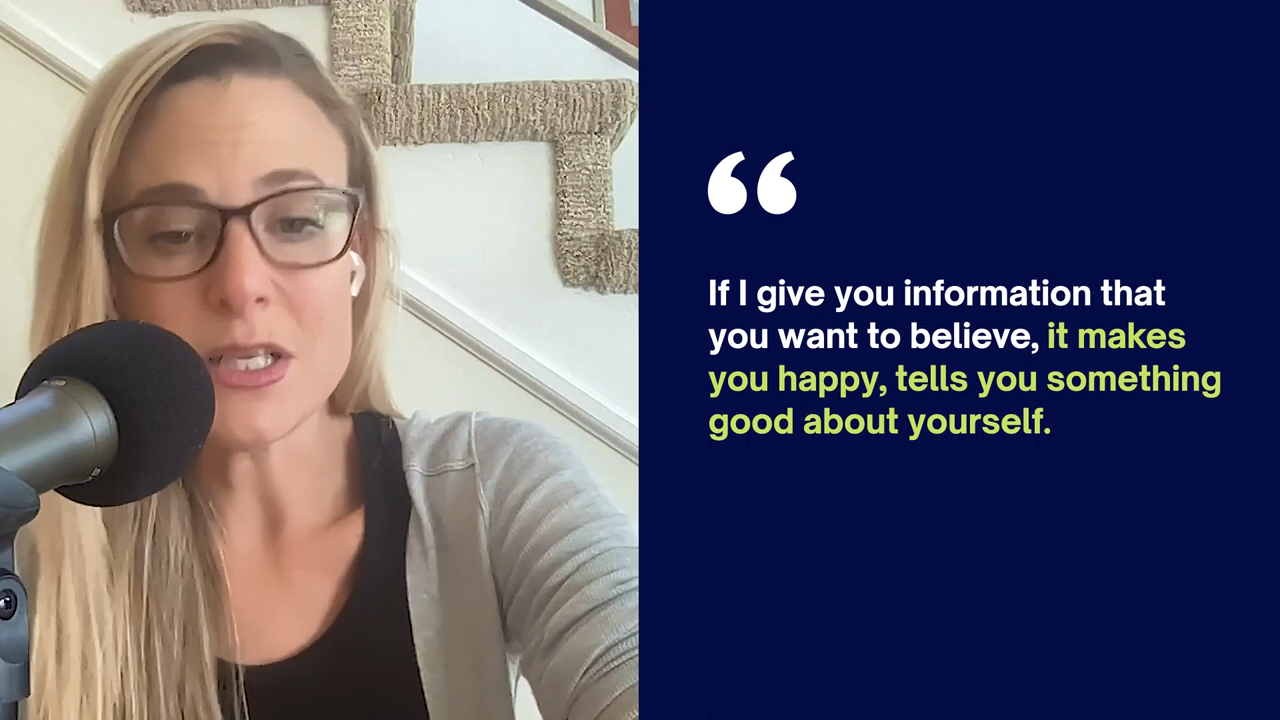 “
If I give you information that
you want to believe, it makes
you happy, tells you something
good about yourself.